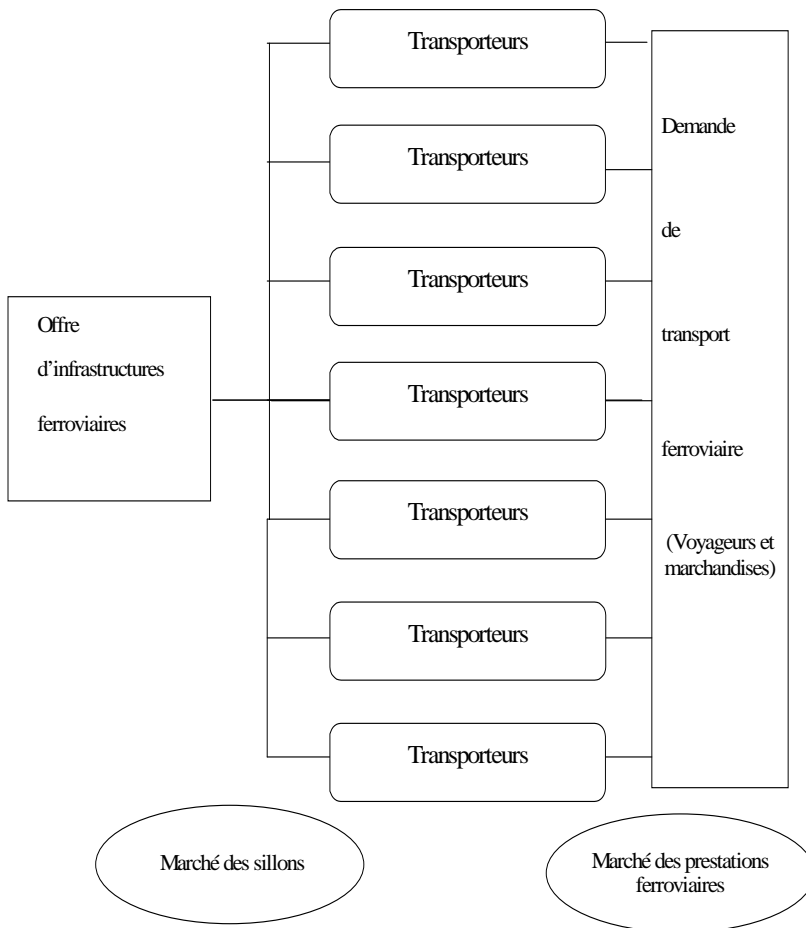 Transporteurs
Transporteurs
Transporteurs
Transporteurs
Transporteurs
Transporteurs
Transporteurs
Offre
d’infrastructures
ferroviaires
Demande
de
transport
ferroviaire
(Voyageurs et
marchandises)
Marché des sillons
Marché des prestations
ferroviaires